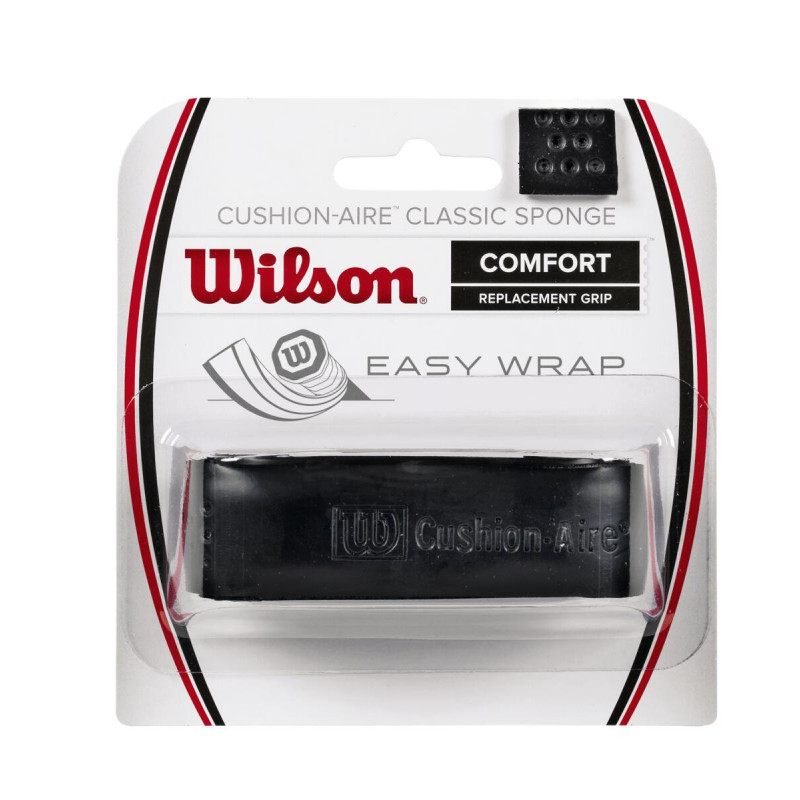 CUSHION-AIRE™ CLASSIC SPONGE
Wilson®
COMFORT
REPLACEMENT GRIP
W
EASY WRAP
W Cushion-Aire®